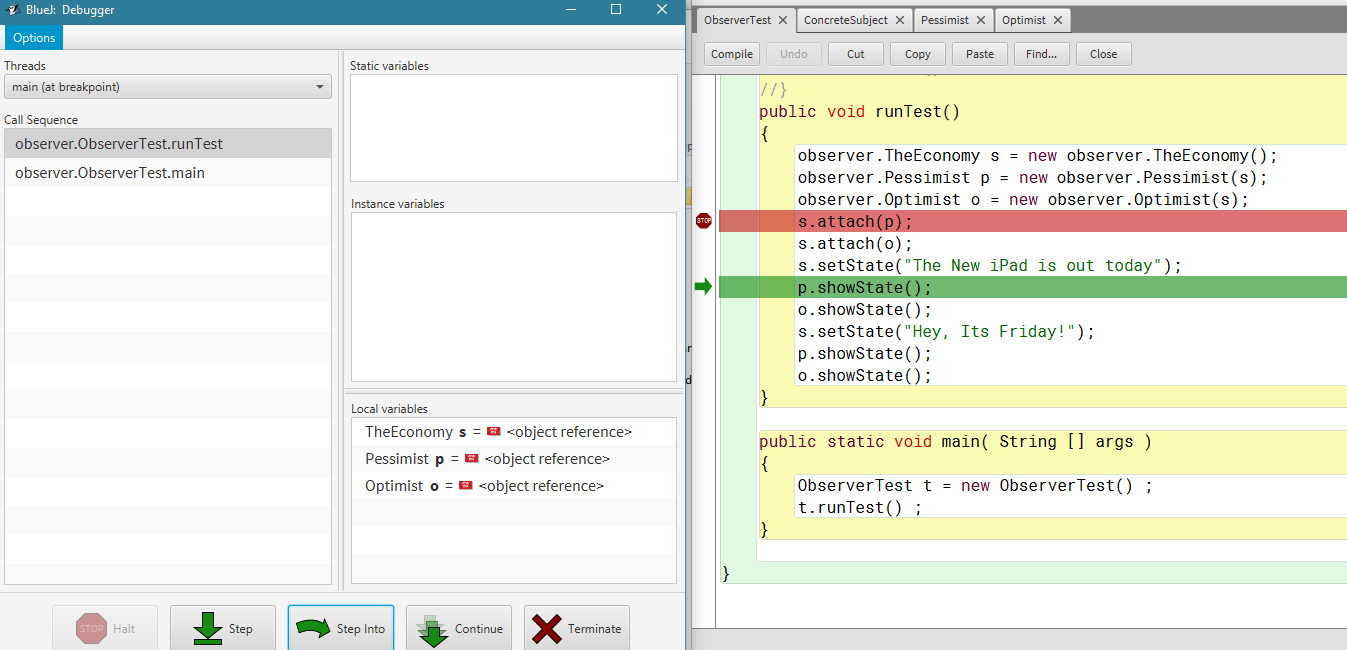 BlueJ: Debugger
Options
Threads
main (at breakpoint)
Call Sequence
observer.ObserverTest.runTest
observer.ObserverTest.main
Static variables
Instance variables
Local variables
TheEconomy s = <object reference>
Pessimist p = <object reference>
Optimist o = <object reference>
STOP Halt
Step
Step Into
Continue
Terminate
ObserverTest
ConcreteSubject
Pessimist
Optimist
Compile
Undo
Cut
Copy
Paste
Find...
Close
//}
public void runTest()
{
observer.TheEconomy s = new observer.TheEconomy();
observer.Pessimist p = new observer.Pessimist(s);
observer.Optimist o = new observer.Optimist(s);
STOP s.attach(p);
s.attach(o);
s.setState("The New iPad is out today");
p.showState();
o.showState();
s.setState("Hey, Its Friday!");
p.showState();
o.showState();
}
public static void main( String [] args )
{
ObserverTest t = new ObserverTest() ;
t.runTest() ;
}
}